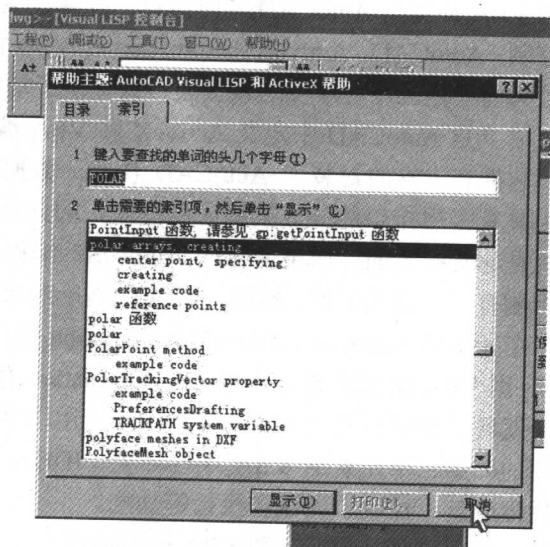 dwg>-[Visual LISP 控制台]
工程(P) 调试(D) 工具(T) 窗口(W) 帮助(H)
帮助主题: AutoCAD Visual LISP 和 ActiveX 帮助
目录 索引
1 键入要查找的单词的头几个字母(T)
POLAR
2 单击需要的索引项，然后单击“显示”(C)
PointInput 函数, 请参见 gp:getPointInput 函数
polar arrays, creating
center point, specifying
creating
example code
reference points
polar 函数
polar
PolarPoint method
example code
PolarTrackingVector property
example code
PreferencesDrafting
TRACKPATH system variable
polyface meshes in DXF
PolyfaceMesh object
显示(D) 打印(P)... 取消